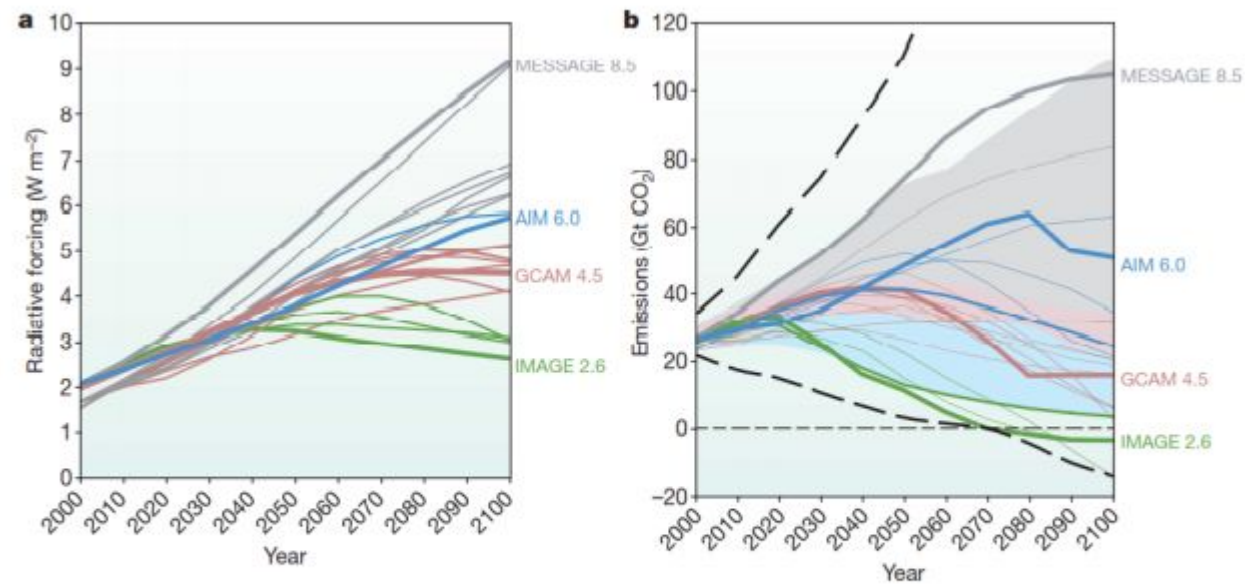 a
10
9
8
7
6
5
4
3
2
1
0
Radiative forcing (W m⁻²)
MESSAGE 8.5
AIM 6.0
GCAM 4.5
IMAGE 2.6
2000 2010 2020 2030 2040 2050 2060 2070 2080 2090 2100
Year
b
120
100
80
60
40
20
0
–20
Emissions (Gt CO₂)
MESSAGE 8.5
AIM 6.0
GCAM 4.5
IMAGE 2.6
2000 2010 2020 2030 2040 2050 2060 2070 2080 2090 2100
Year